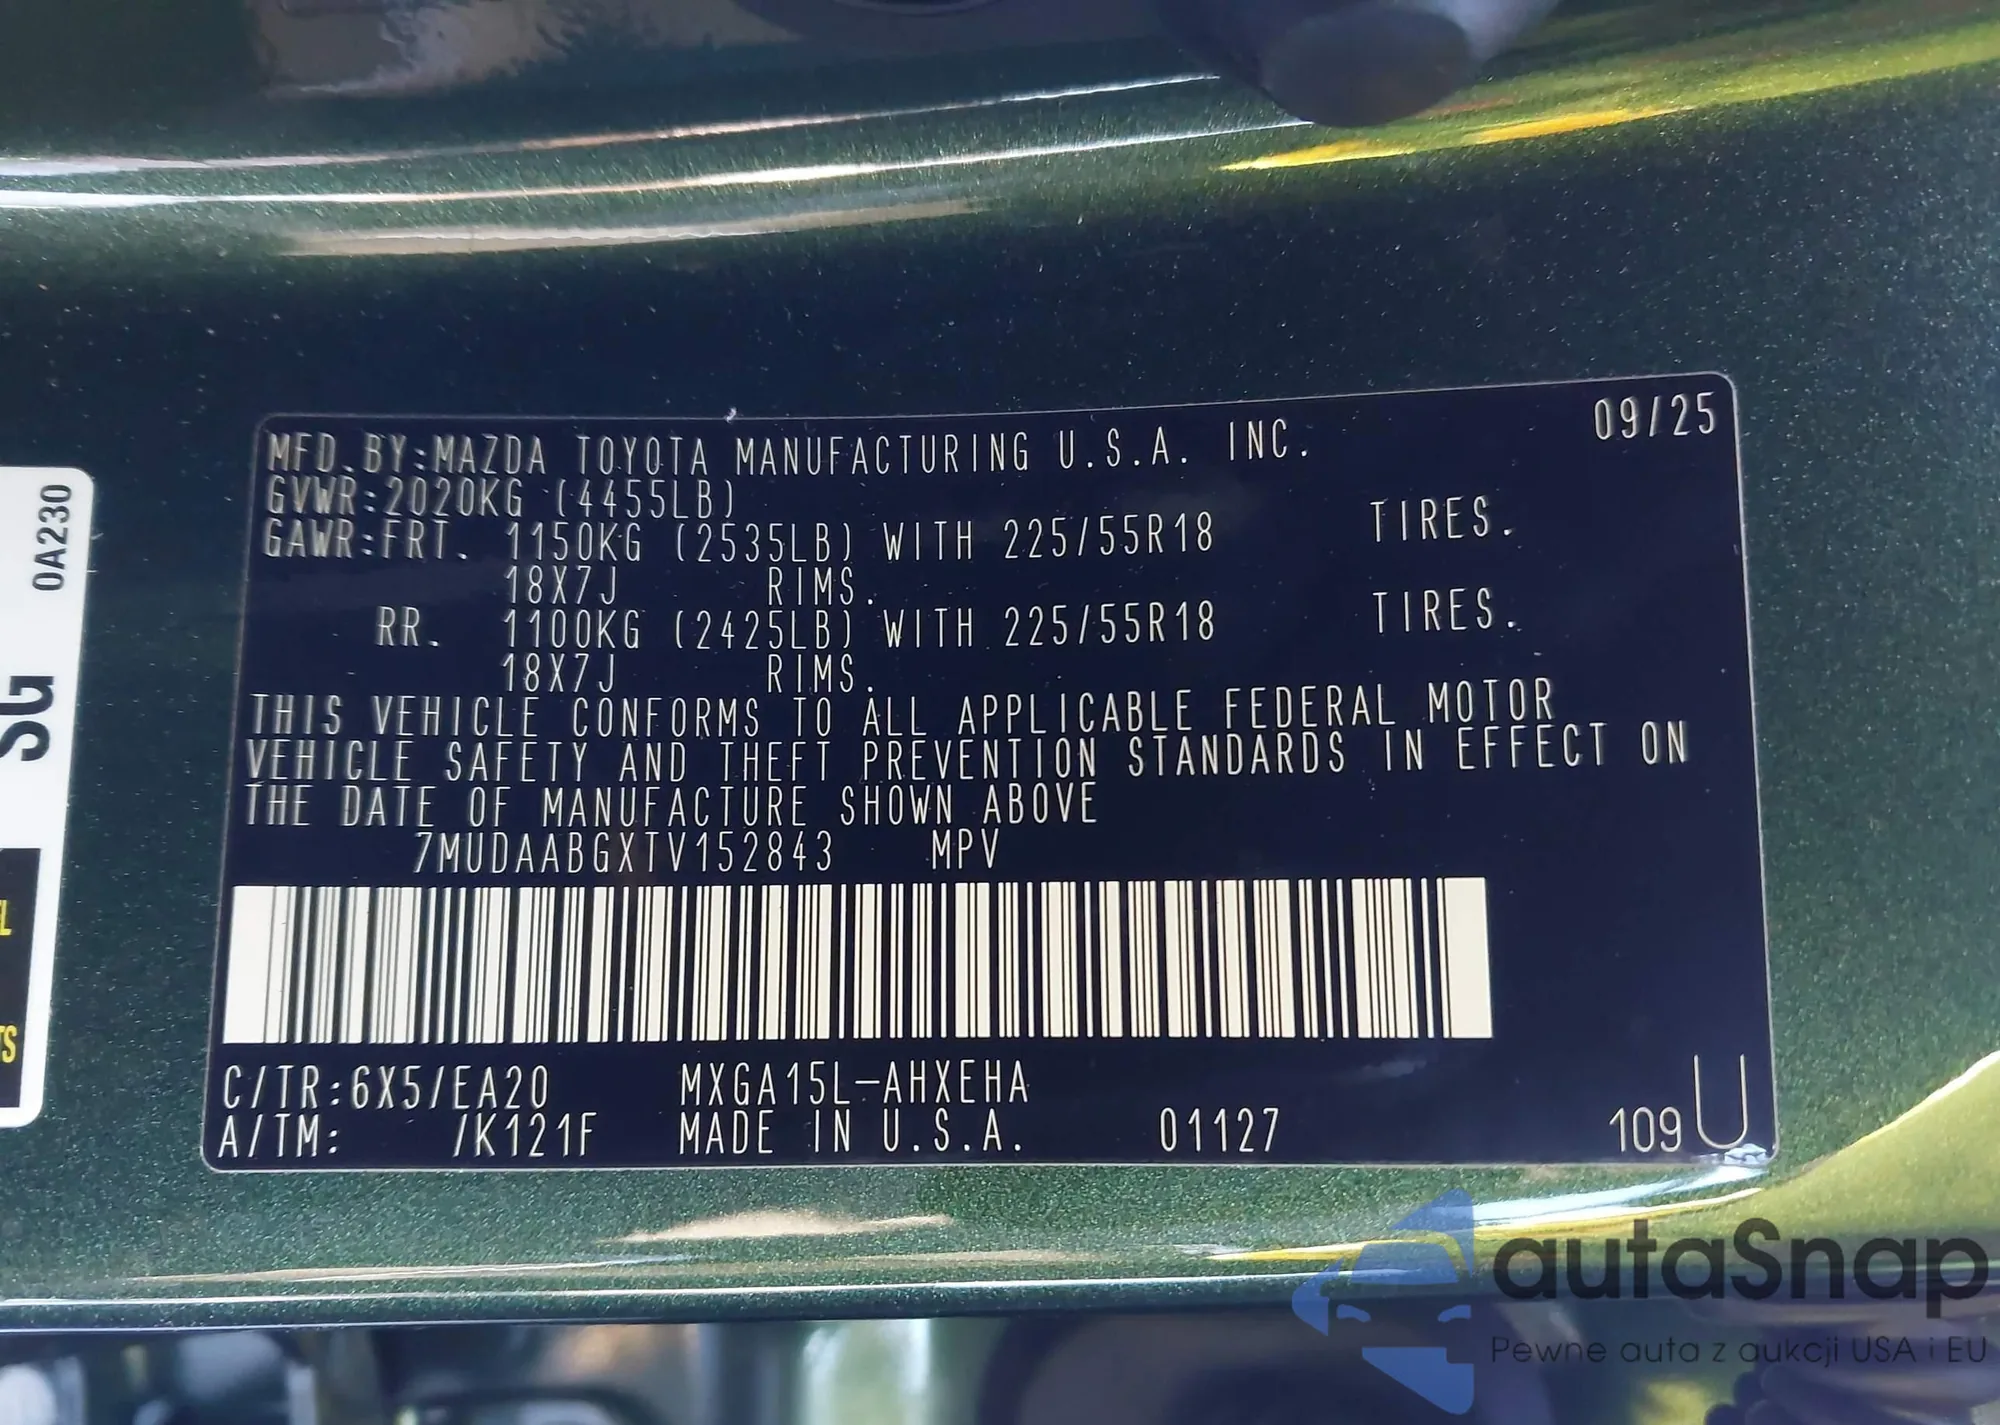 MFD.BY:MAZDA TOYOTA MANUFACTURING U.S.A. INC. 09/25
GVWR:2020KG (4455LB)
GAWR:FRT. 1150KG (2535LB) WITH 225/55R18 TIRES.
18X7J RIMS.
RR. 1100KG (2425LB) WITH 225/55R18 TIRES.
18X7J RIMS.
THIS VEHICLE CONFORMS TO ALL APPLICABLE FEDERAL MOTOR
VEHICLE SAFETY AND THEFT PREVENTION STANDARDS IN EFFECT ON
THE DATE OF MANUFACTURE SHOWN ABOVE
7MUDAABGXTV152843 MPV
C/TR:6X5/EA20 MXGA15L-AHXEHA
A/TM: /K121F MADE IN U.S.A. 01127 109 U
0A230
SG
autaSnap
Pewne auta z aukcji USA i EU